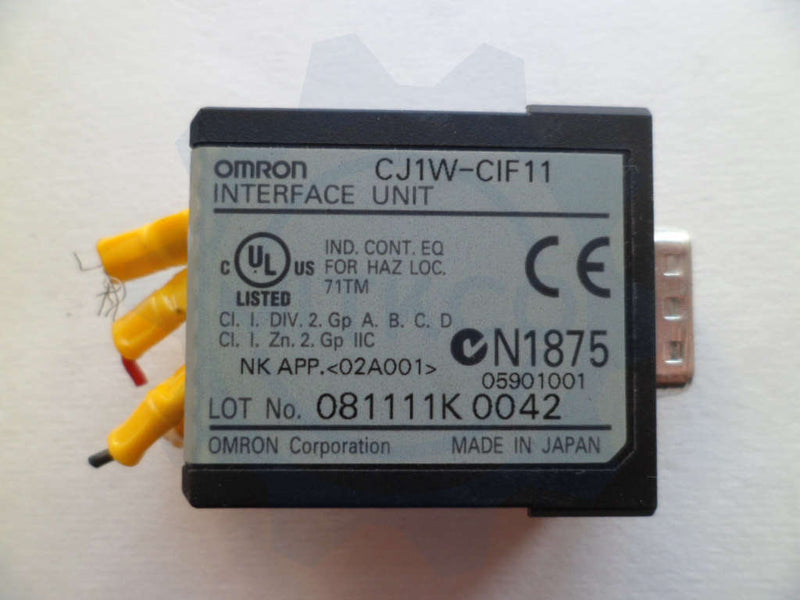 OMRON CJ1W-CIF11
INTERFACE UNIT
C UL US
LISTED
IND. CONT. EQ
FOR HAZ LOC.
71TM
CE
Cl. I. DIV. 2. Gp A. B. C. D
Cl. I. Zn. 2. Gp IIC
N1875
NK APP.<02A001>
05901001
LOT No. 081111K 0042
OMRON Corporation MADE IN JAPAN